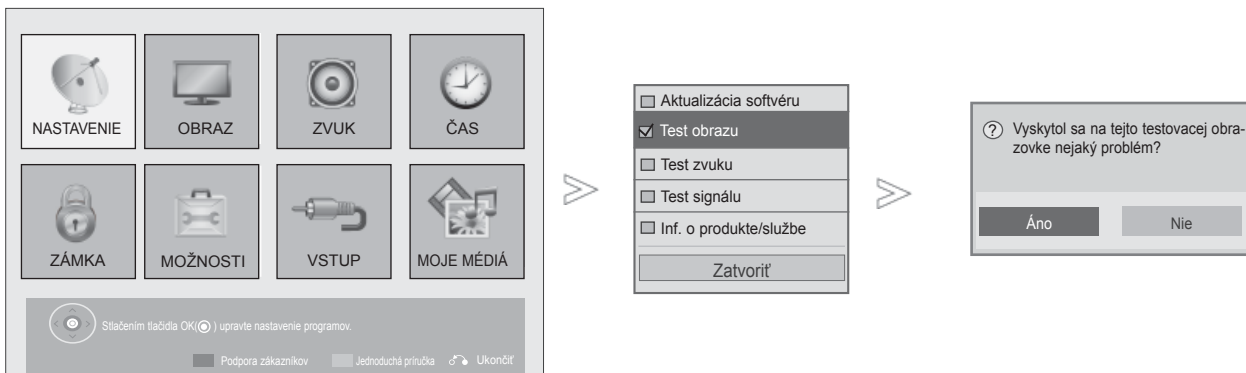 NASTAVENIE
OBRAZ
ZVUK
ČAS
ZÁMKA
MOŽNOSTI
VSTUP
MOJE MÉDIÁ
Stlačením tlačidla OK( ) upravte nastavenie programov.
Podpora zákazníkov
Jednoduchá príručka
Ukončiť
Aktualizácia softvéru
Test obrazu
Test zvuku
Test signálu
Inf. o produkte/službe
Zatvoriť
? Vyskytol sa na tejto testovacej obra-
zovke nejaký problém?
Áno
Nie